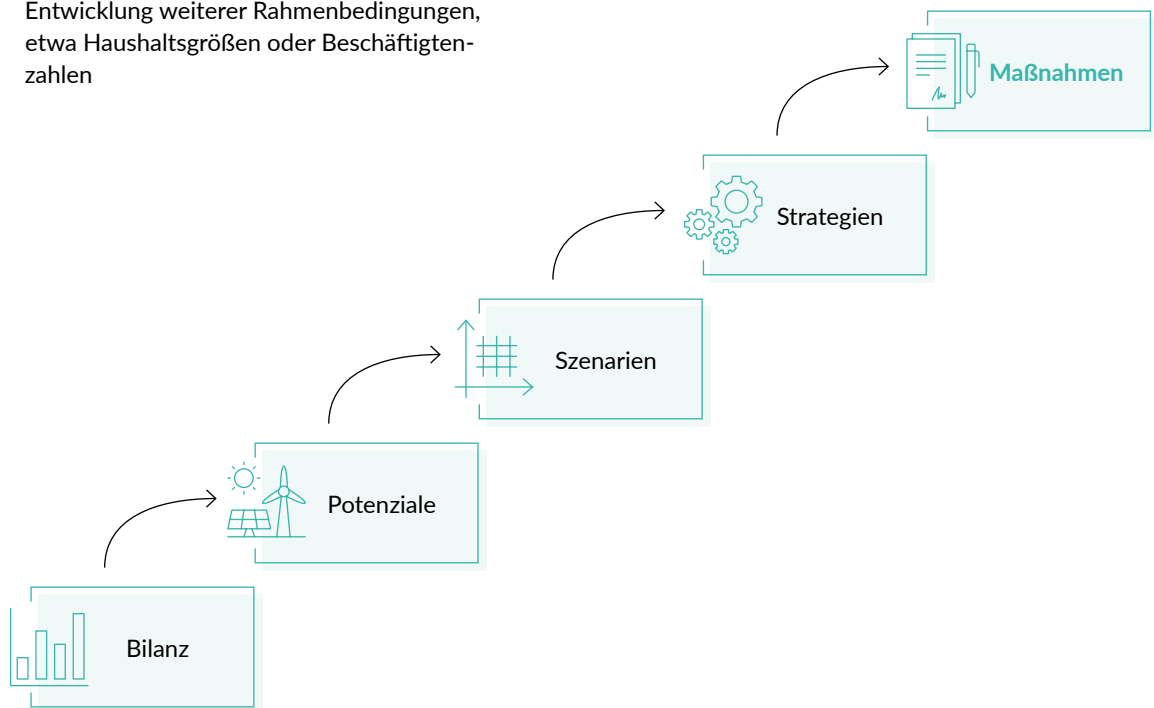 Entwicklung weiterer Rahmenbedingungen,
etwa Haushaltsgrößen oder Beschäftigten-
zahlen
Maßnahmen
Strategien
Szenarien
Potenziale
Bilanz